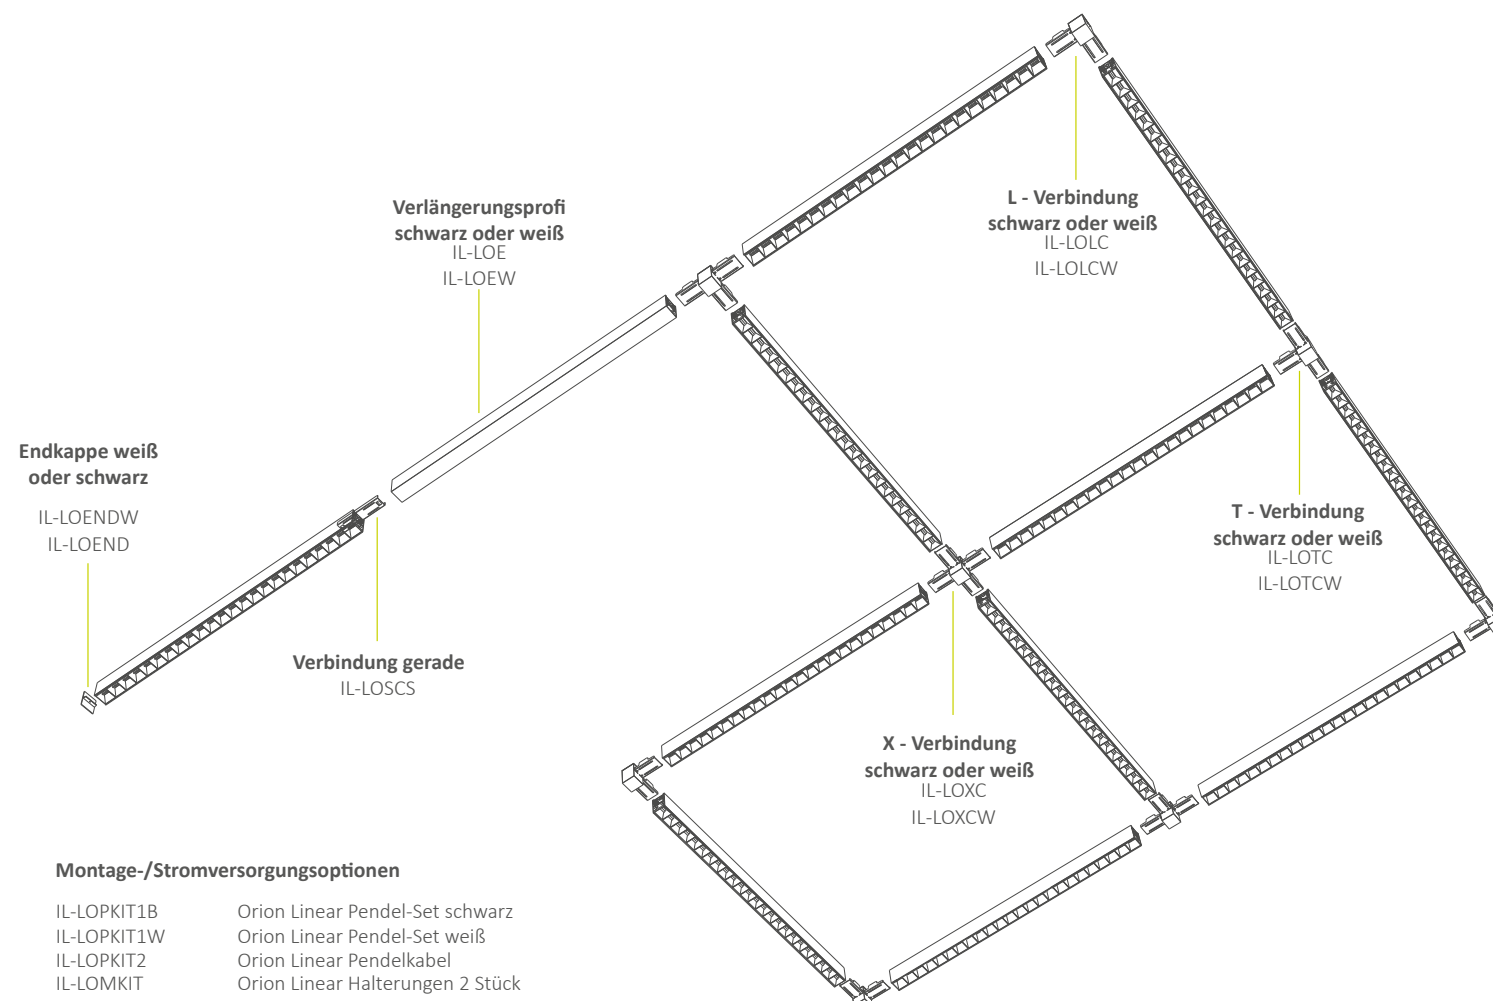 Verlängerungsprofi
schwarz oder weiß
IL-LOE
IL-LOEW
L - Verbindung
schwarz oder weiß
IL-LOLC
IL-LOLCW
Endkappe weiß
oder schwarz
IL-LOENDW
IL-LOEND
T - Verbindung
schwarz oder weiß
IL-LOTC
IL-LOTCW
Verbindung gerade
IL-LOSCS
X - Verbindung
schwarz oder weiß
IL-LOXC
IL-LOXCW
Montage-/Stromversorgungsoptionen
IL-LOPKIT1B Orion Linear Pendel-Set schwarz
IL-LOPKIT1W Orion Linear Pendel-Set weiß
IL-LOPKIT2 Orion Linear Pendelkabel
IL-LOMKIT Orion Linear Halterungen 2 Stück